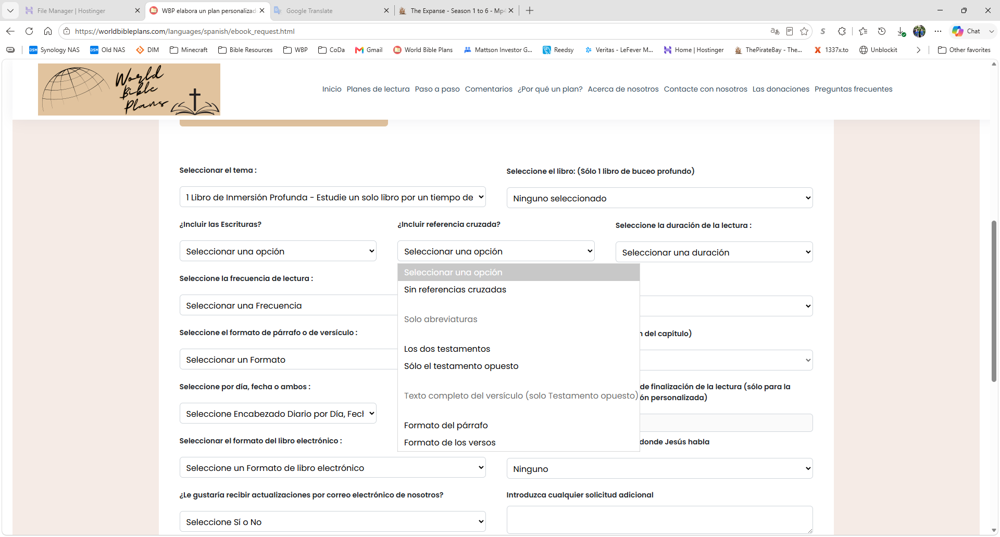 File Manager | Hostinger
WBP elabora un plan personalizad
Google Translate
The Expanse - Season 1 to 6 - Mp4
https://worldbibleplans.com/languages/spanish/ebook_request.html
Chat
Synology NAS
Old NAS
DIM
Minecraft
Bible Resources
WBP
CoDa
Gmail
World Bible Plans
Mattson Investor G...
Reedsy
Veritas - LeFever M...
Home | Hostinger
ThePirateBay - The...
1337x.to
Unblockit
Other favorites
World
Bible
Plans
Inicio
Planes de lectura
Paso a paso
Comentarios
¿Por qué un plan?
Acerca de nosotros
Contacte con nosotros
Las donaciones
Preguntas frecuentes
Seleccionar el tema :
Seleccione el libro: (Sólo 1 libro de buceo profundo)
1 Libro de Inmersión Profunda - Estudie un solo libro por un tiempo de
Ninguno seleccionado
¿Incluir las Escrituras?
¿Incluir referencia cruzada?
Seleccione la duración de la lectura :
Seleccionar una opción
Seleccionar una opción
Seleccionar una duración
Seleccionar una opción
Sin referencias cruzadas
Solo abreviaturas
Los dos testamentos
Sólo el testamento opuesto
Texto completo del versículo (solo Testamento opuesto)
Formato del párrafo
Formato de los versos
Seleccione la frecuencia de lectura :
Seleccionar una Frecuencia
Seleccione el formato de párrafo o de versículo :
del capítulo)
Seleccionar un Formato
Seleccione por día, fecha o ambos :
de finalización de la lectura (sólo para la
ón personalizada)
Seleccione Encabezado Diario por Día, Fech
Seleccionar el formato del libro electrónico :
donde Jesús habla
Seleccione un Formato de libro electrónico
Ninguno
¿Le gustaría recibir actualizaciones por correo electrónico de nosotros?
Introduzca cualquier solicitud adicional
Seleccione Sí o No